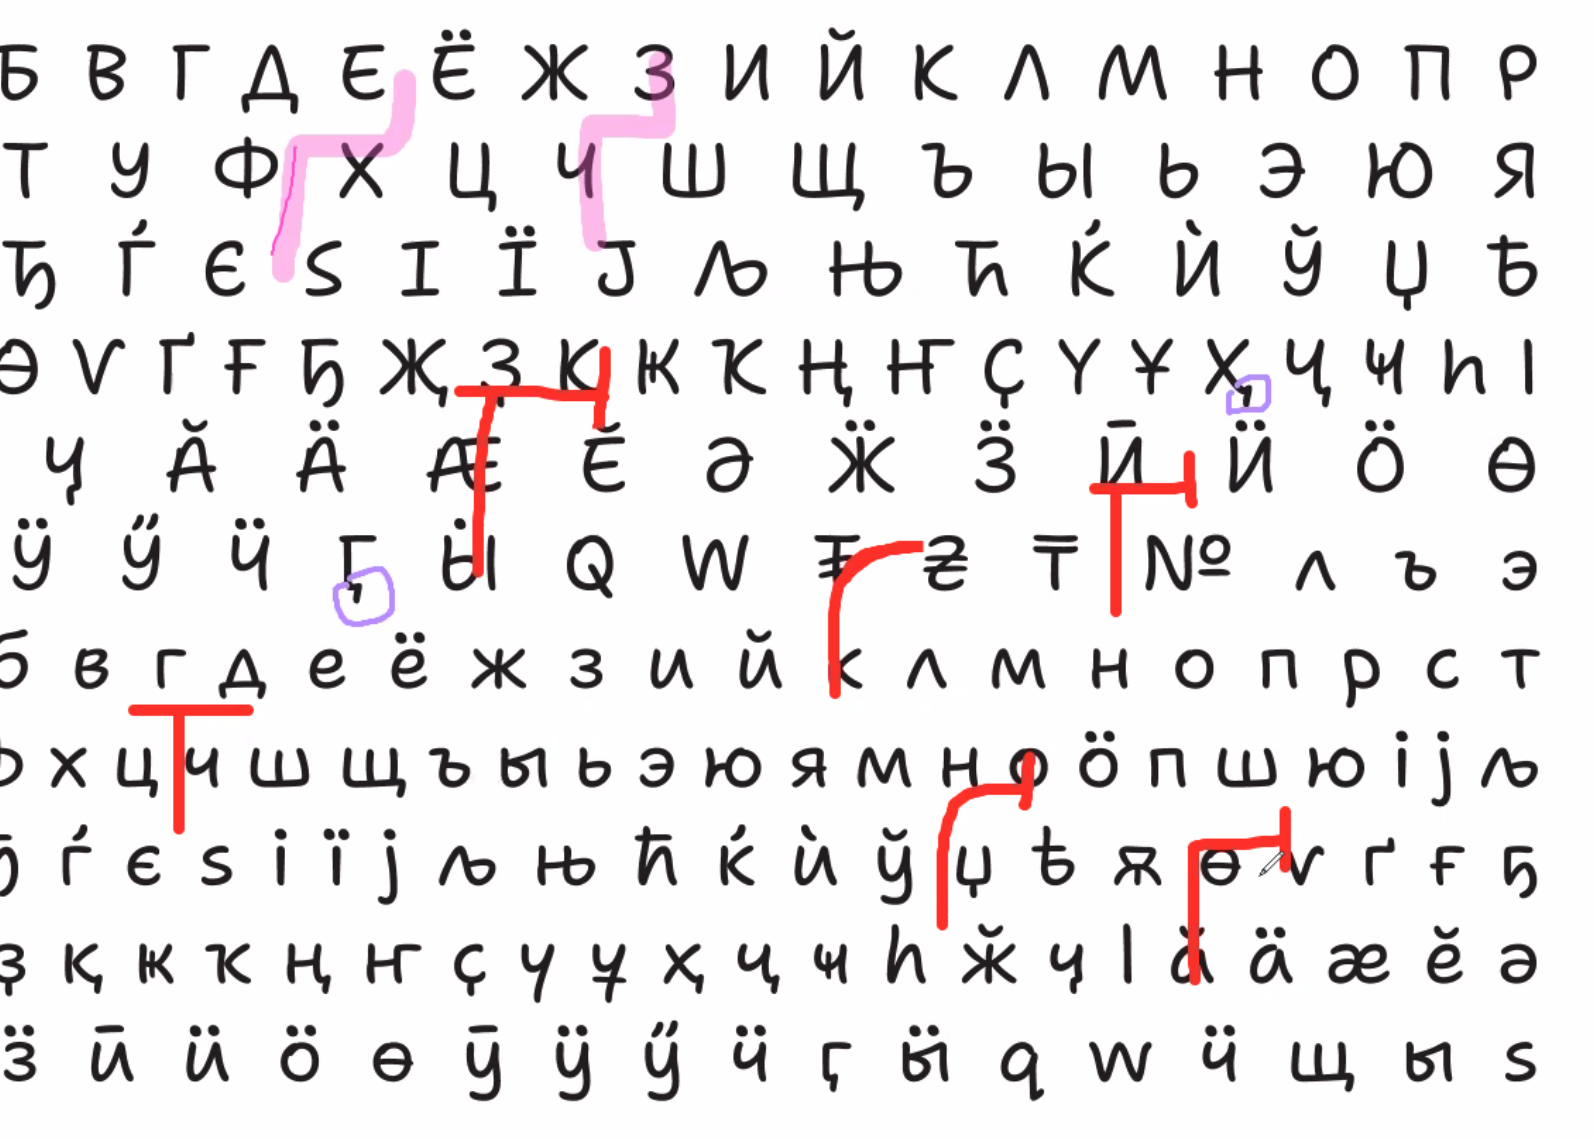 Б В Г Д Е Ё Ж З И Й К Л М Н О П Р
Т У Ф Х Ц Ч Ш Щ Ъ Ы Ь Э Ю Я
Ђ Ѓ Є Ѕ І Ї Ј Љ Њ Ћ Ќ Ѝ Ў Џ Ѣ
Ѳ Ѵ Ґ Ғ Ҕ Җ Ҙ К Ҝ Ҡ Ң Ҥ Ҫ Ү Ұ Ҳ Ҷ Ҹ Һ Ӏ
Ӌ Ӑ Ӓ Ӕ Ӗ Ә Ӝ Ӟ Ӣ Ӥ Ӧ Ө
Ӱ Ӳ Ӵ Ӷ Ӹ Ԛ Ԝ № л ъ э
б в г д е ё ж з и й к л м н о п р с т
х ц ч ш щ ъ ы ь э ю я м н о ӧ п ш ю і ј љ
ђ ѓ є ѕ і ї ј љ њ ћ ќ ѝ ў џ ѣ ѫ ѳ ѵ ґ ғ ҕ
ҙ қ ҝ ҡ ң ҥ ҫ ү ұ ҳ ҷ ҹ һ ӂ ӌ ӏ ӑ ӓ ӕ ӗ ә
ӟ ӣ ӥ ӧ ө ӯ ӱ ӳ ӵ ӷ ӹ ԛ ԝ ӵ щ ы ѕ